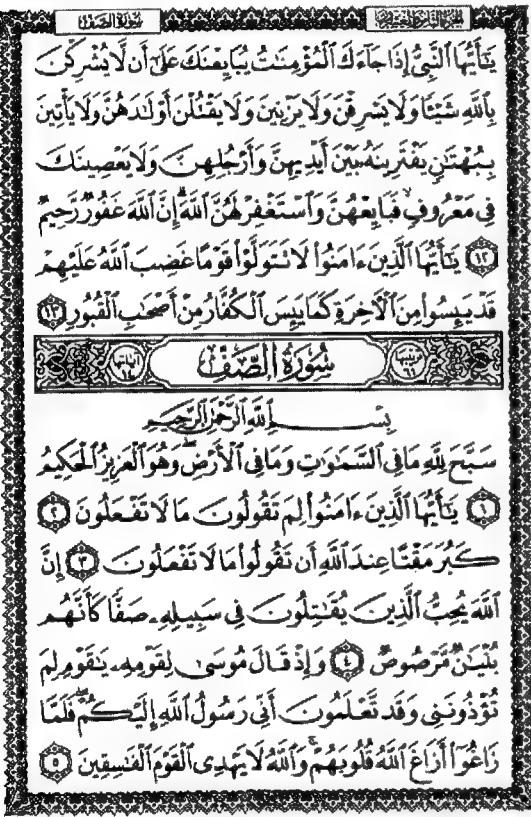 الجزء الثامن والعشرون
سورة الصف
يَٰٓأَيُّهَا ٱلنَّبِيُّ إِذَا جَآءَكَ ٱلْمُؤْمِنَٰتُ يُبَايِعْنَكَ عَلَىٰٓ أَن لَّا يُشْرِكْنَ
بِٱللَّهِ شَيْـًٔا وَلَا يَسْرِقْنَ وَلَا يَزْنِينَ وَلَا يَقْتُلْنَ أَوْلَٰدَهُنَّ وَلَا يَأْتِينَ
بِبُهْتَٰنٍ يَفْتَرِينَهُۥ بَيْنَ أَيْدِيهِنَّ وَأَرْجُلِهِنَّ وَلَا يَعْصِينَكَ
فِى مَعْرُوفٍ ۙ فَبَايِعْهُنَّ وَٱسْتَغْفِرْ لَهُنَّ ٱللَّهَ ۖ إِنَّ ٱللَّهَ غَفُورٌ رَّحِيمٌ
١٢ يَٰٓأَيُّهَا ٱلَّذِينَ ءَامَنُوا۟ لَا تَتَوَلَّوْا۟ قَوْمًا غَضِبَ ٱللَّهُ عَلَيْهِمْ
قَدْ يَئِسُوا۟ مِنَ ٱلْءَاخِرَةِ كَمَا يَئِسَ ٱلْكُفَّارُ مِنْ أَصْحَٰبِ ٱلْقُبُورِ ١٣
ترتيبها ٦١ سُورَةُ ٱلصَّفِّ آياتها ١٤
بِسْمِ ٱللَّهِ ٱلرَّحْمَٰنِ ٱلرَّحِيمِ
سَبَّحَ لِلَّهِ مَا فِى ٱلسَّمَٰوَٰتِ وَمَا فِى ٱلْأَرْضِ ۖ وَهُوَ ٱلْعَزِيزُ ٱلْحَكِيمُ
١ يَٰٓأَيُّهَا ٱلَّذِينَ ءَامَنُوا۟ لِمَ تَقُولُونَ مَا لَا تَفْعَلُونَ ٢
كَبُرَ مَقْتًا عِندَ ٱللَّهِ أَن تَقُولُوا۟ مَا لَا تَفْعَلُونَ ٣ إِنَّ
ٱللَّهَ يُحِبُّ ٱلَّذِينَ يُقَٰتِلُونَ فِى سَبِيلِهِۦ صَفًّا كَأَنَّهُم
بُنْيَٰنٌ مَّرْصُوصٌ ٤ وَإِذْ قَالَ مُوسَىٰ لِقَوْمِهِۦ يَٰقَوْمِ لِمَ
تُؤْذُونَنِى وَقَد تَّعْلَمُونَ أَنِّى رَسُولُ ٱللَّهِ إِلَيْكُمْ ۖ فَلَمَّا
زَاغُوٓا۟ أَزَاغَ ٱللَّهُ قُلُوبَهُمْ ۚ وَٱللَّهُ لَا يَهْدِى ٱلْقَوْمَ ٱلْفَٰسِقِينَ ٥